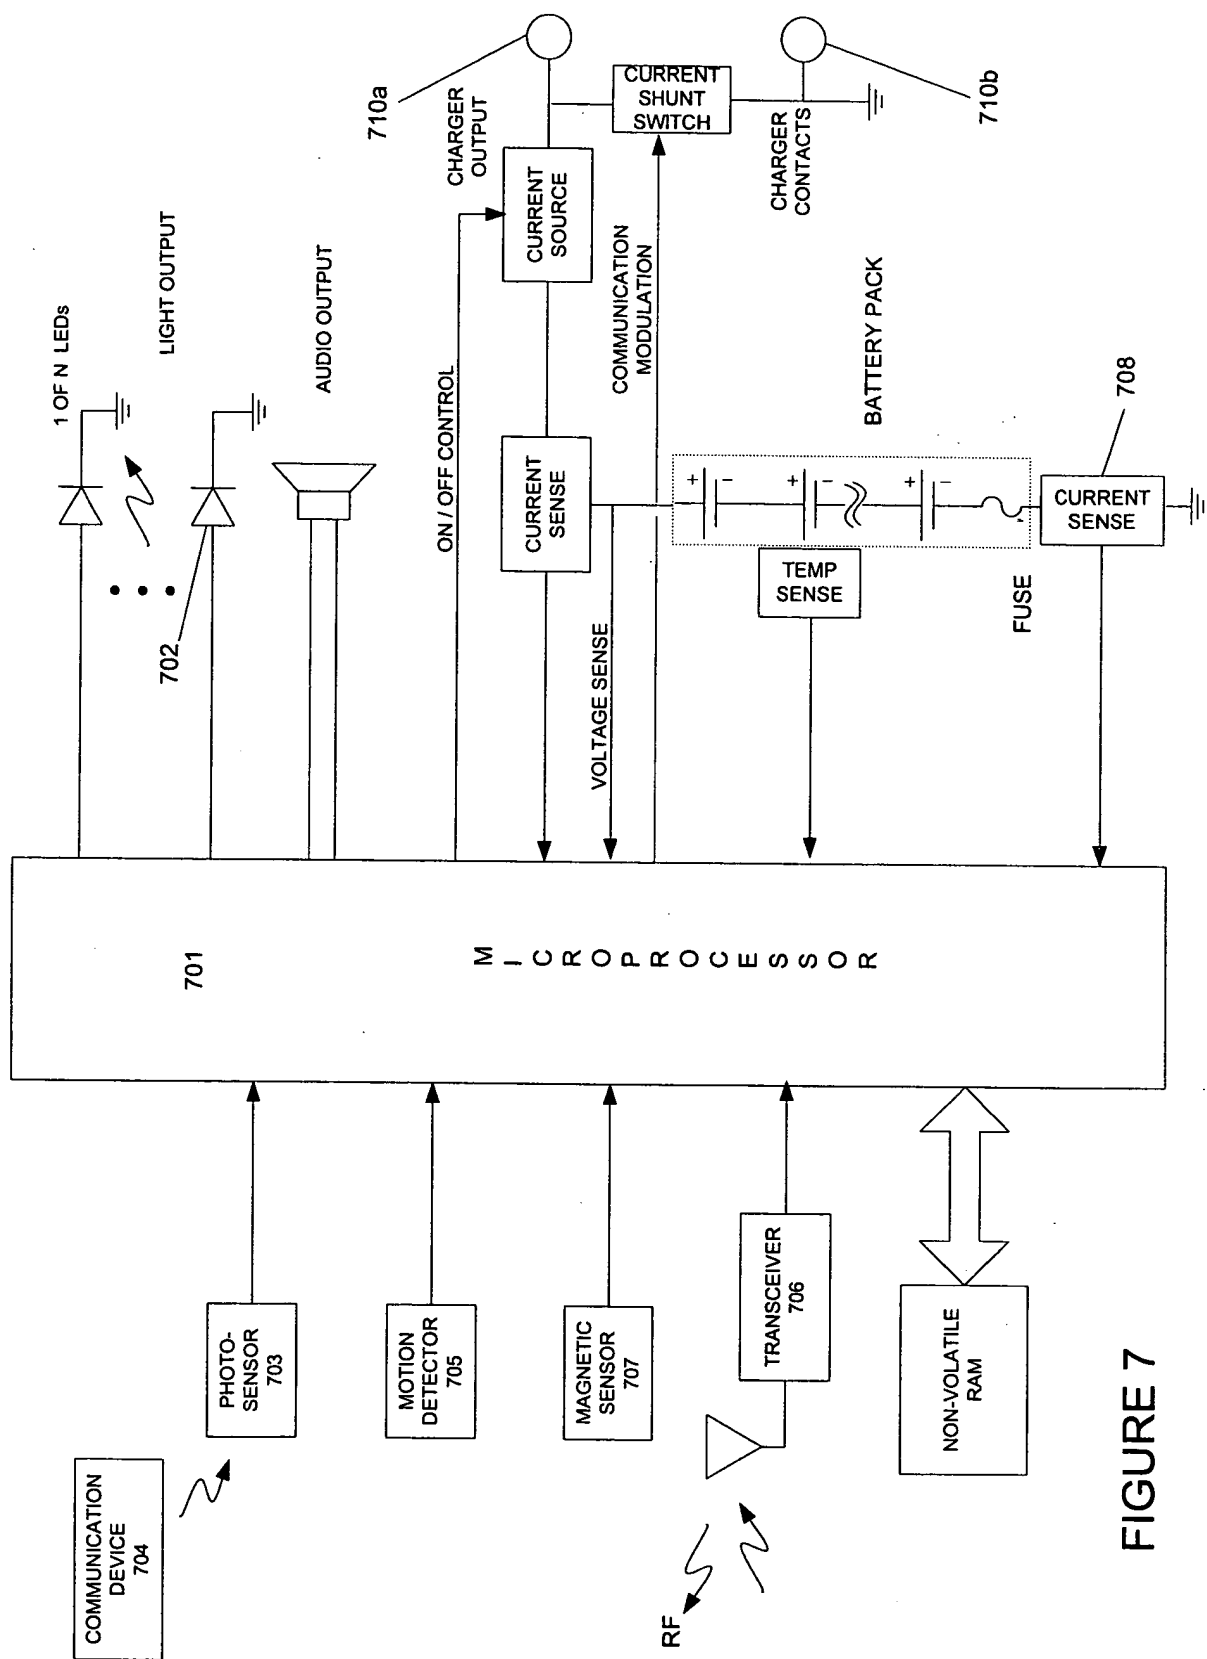 COMMUNICATION
DEVICE
704
PHOTO-
SENSOR
703
MOTION
DETECTOR
705
MAGNETIC
SENSOR
707
RF
TRANSCEIVER
706
NON-VOLATILE
RAM
701
MICROPROCESSOR
1 OF N LEDs
702
LIGHT OUTPUT
AUDIO OUTPUT
ON / OFF CONTROL
CURRENT
SENSE
CURRENT
SOURCE
CHARGER
OUTPUT
710a
VOLTAGE SENSE
COMMUNICATION
MODULATION
CURRENT
SHUNT
SWITCH
CHARGER
CONTACTS
710b
BATTERY PACK
+
−
+
−
+
−
TEMP
SENSE
FUSE
CURRENT
SENSE
708
FIGURE 7